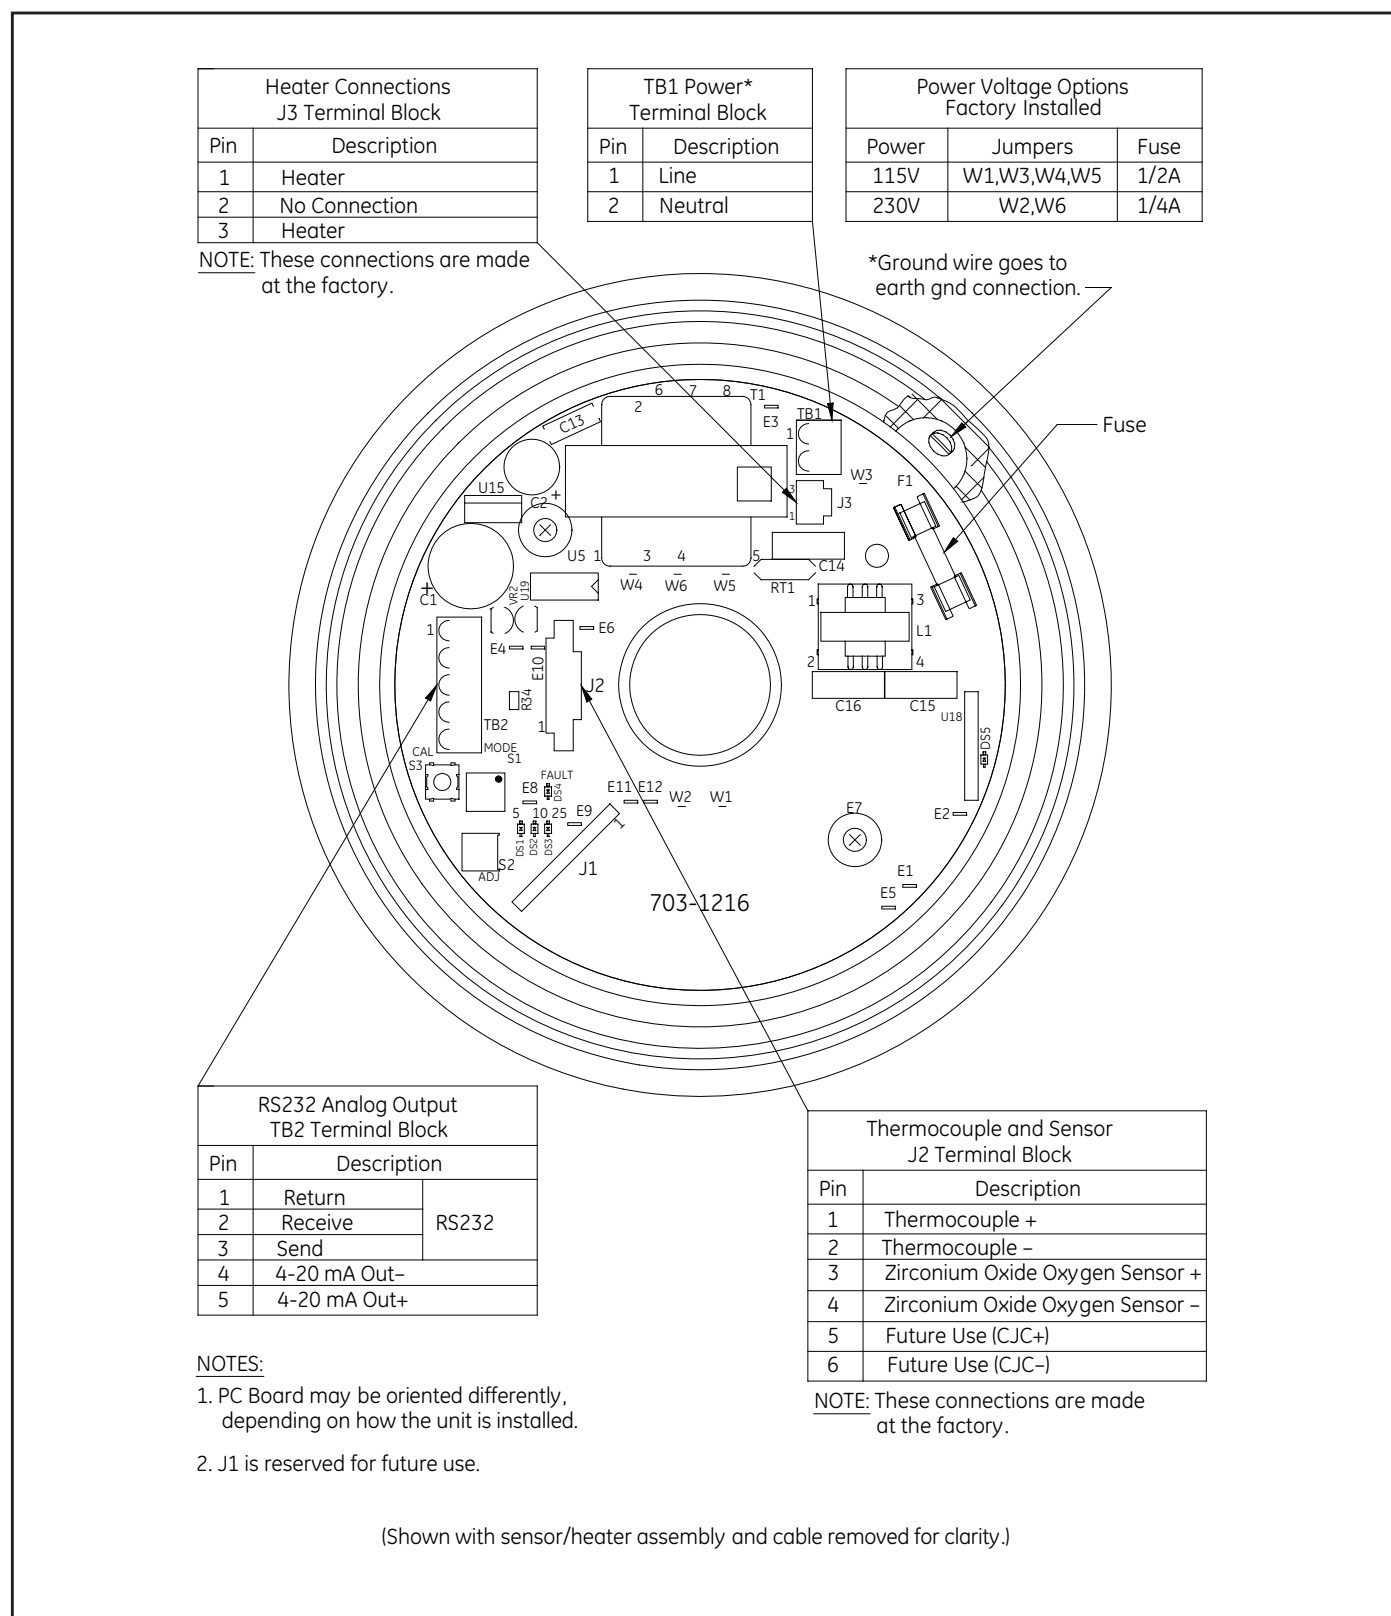 Heater Connections
J3 Terminal Block
Pin Description
1 Heater
2 No Connection
3 Heater
NOTE: These connections are made
at the factory.
TB1 Power*
Terminal Block
Pin Description
1 Line
2 Neutral
Power Voltage Options
Factory Installed
Power Jumpers Fuse
115V W1,W3,W4,W5 1/2A
230V W2,W6 1/4A
*Ground wire goes to
earth gnd connection.
Fuse
6 7 8 T1
2
E3
TB1
1
C13
W3
F1
U15
C2
+
3
J3
1
U5 1 3 4 5
W4 W6 W5
C14
RT1
+
C1
VR2
U19
1
E6
E4
E10
J2
R34
1
TB2
1 3
L1
2 4
C16 C15
U18
DS5
CAL
S3
MODE
S1
FAULT
DS4
E8
E11 E12
W2 W1
5 10 25
E9
DS1
DS2
DS3
1
J1
S2
ADJ
E7
E2
E1
E5
703-1216
RS232 Analog Output
TB2 Terminal Block
Pin Description
1 Return
2 Receive RS232
3 Send
4 4-20 mA Out–
5 4-20 mA Out+
Thermocouple and Sensor
J2 Terminal Block
Pin Description
1 Thermocouple +
2 Thermocouple –
3 Zirconium Oxide Oxygen Sensor +
4 Zirconium Oxide Oxygen Sensor –
5 Future Use (CJC+)
6 Future Use (CJC–)
NOTE: These connections are made
at the factory.
NOTES:
1. PC Board may be oriented differently,
depending on how the unit is installed.
2. J1 is reserved for future use.
(Shown with sensor/heater assembly and cable removed for clarity.)